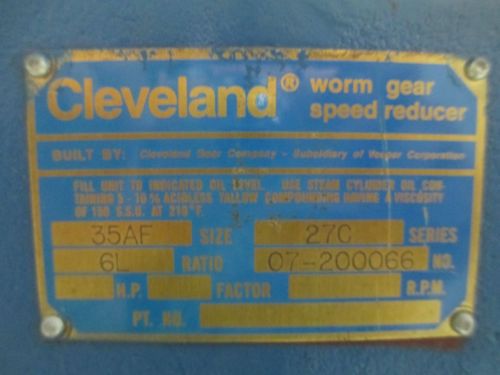 Cleveland® worm gear
speed reducer
BUILT BY: Cleveland Gear Company - Subsidiary of Vesper Corporation
FILL UNIT TO INDICATED OIL LEVEL. USE STEAM CYLINDER OIL CON-
TAINING 5 - 10 % ACIDLESS TALLOW COMPOUNDING HAVING A VISCOSITY
OF 150 S.S.U. AT 210°F.
35AF SIZE 27C SERIES
6L RATIO 07-200066 NO.
H.P. FACTOR R.P.M.
PT. NO.